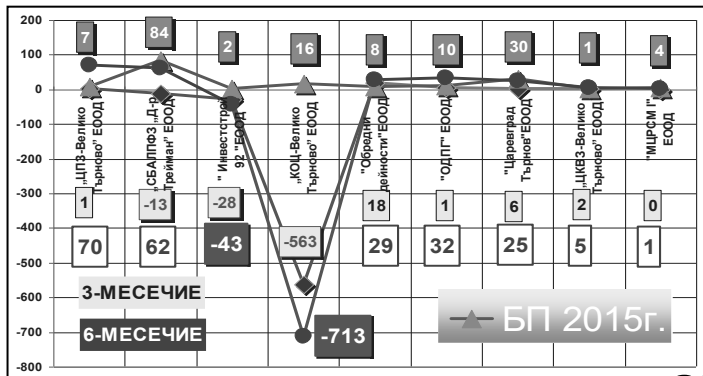 200
100
0
-100
-200
-300
-400
-500
-600
-700
-800
7
84
2
16
8
10
30
1
4
„ЦПЗ-Велико
Търново” ЕООД
„СБАЛПФЗ „Д-р
Трейман” ЕООД
" Инвестстрой
92 "ЕООД
„КОЦ-Велико
Търново” ЕООД
"Обредни
дейности"ЕООД
"ОДПГ" ЕООД
"Царевград
Търнов"ЕООД
„ЦКВЗ-Велико
Търново” ЕООД
"МЦРСМ I"
ЕООД
1
-13
-28
-563
18
1
6
2
0
70
62
-43
-713
29
32
25
5
1
3-МЕСЕЧИЕ
6-МЕСЕЧИЕ
БП 2015г.